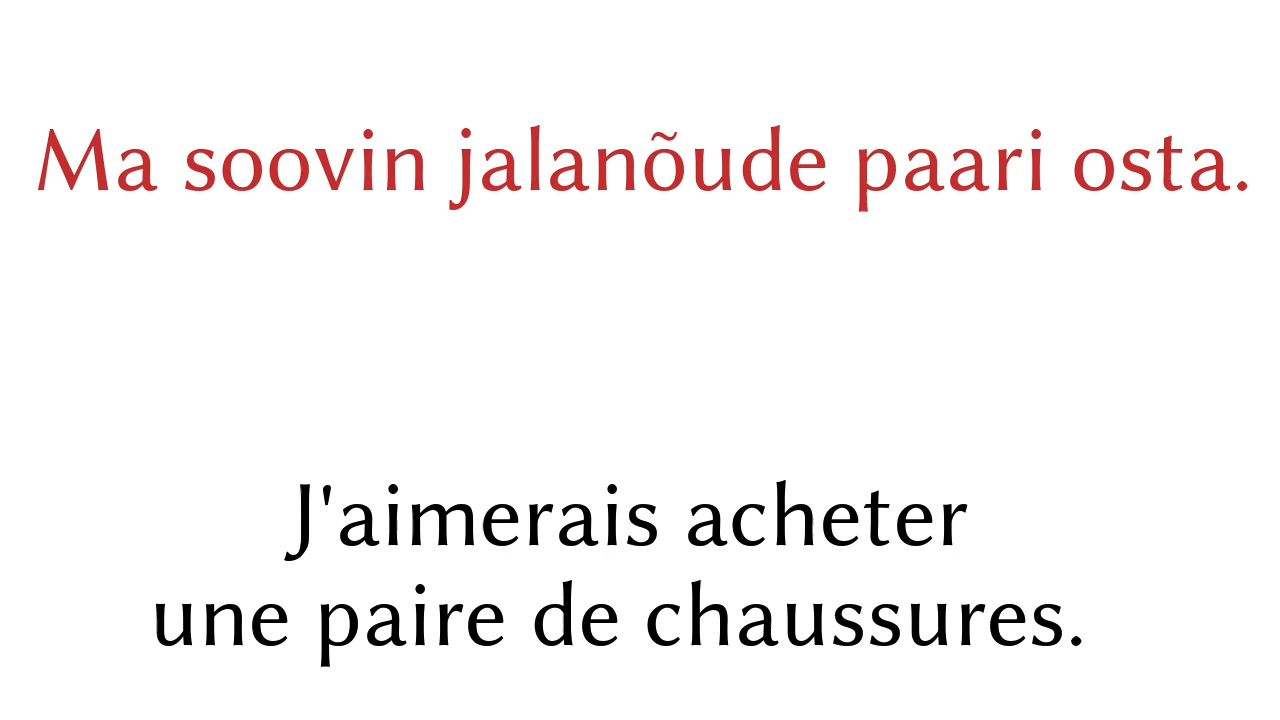 Ma soovin jalanõude paari osta.
J'aimerais acheter
une paire de chaussures.